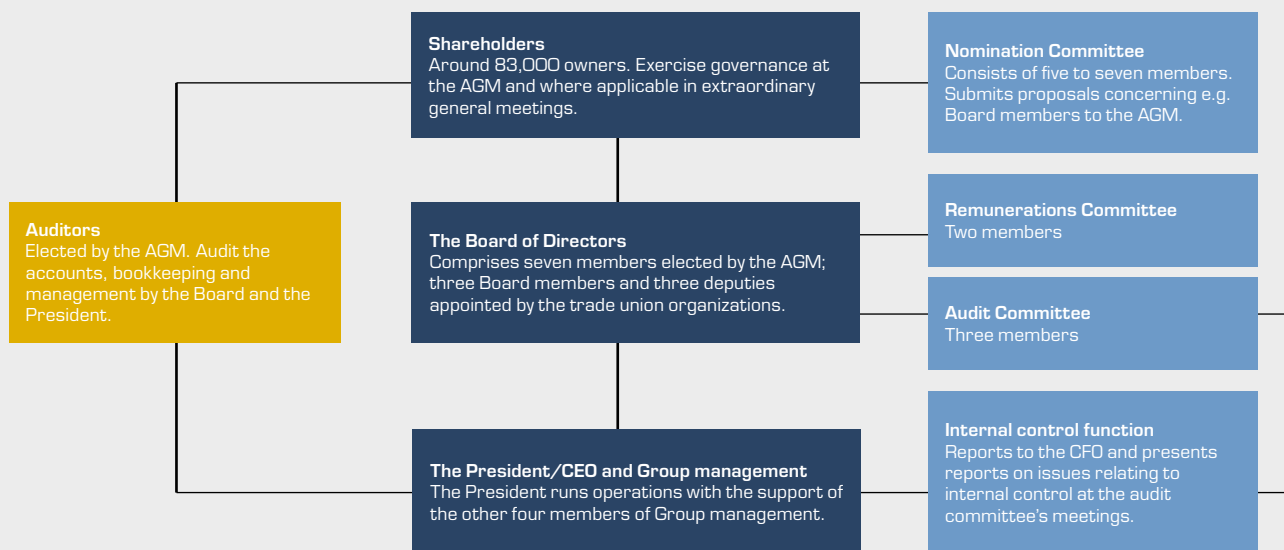 Shareholders
Around 83,000 owners. Exercise governance at
the AGM and where applicable in extraordinary
general meetings.
Nomination Committee
Consists of five to seven members.
Submits proposals concerning e.g.
Board members to the AGM.
Auditors
Elected by the AGM. Audit the
accounts, bookkeeping and
management by the Board and the
President.
The Board of Directors
Comprises seven members elected by the AGM;
three Board members and three deputies
appointed by the trade union organizations.
Remunerations Committee
Two members
Audit Committee
Three members
The President/CEO and Group management
The President runs operations with the support of
the other four members of Group management.
Internal control function
Reports to the CFO and presents
reports on issues relating to
internal control at the audit
committee's meetings.